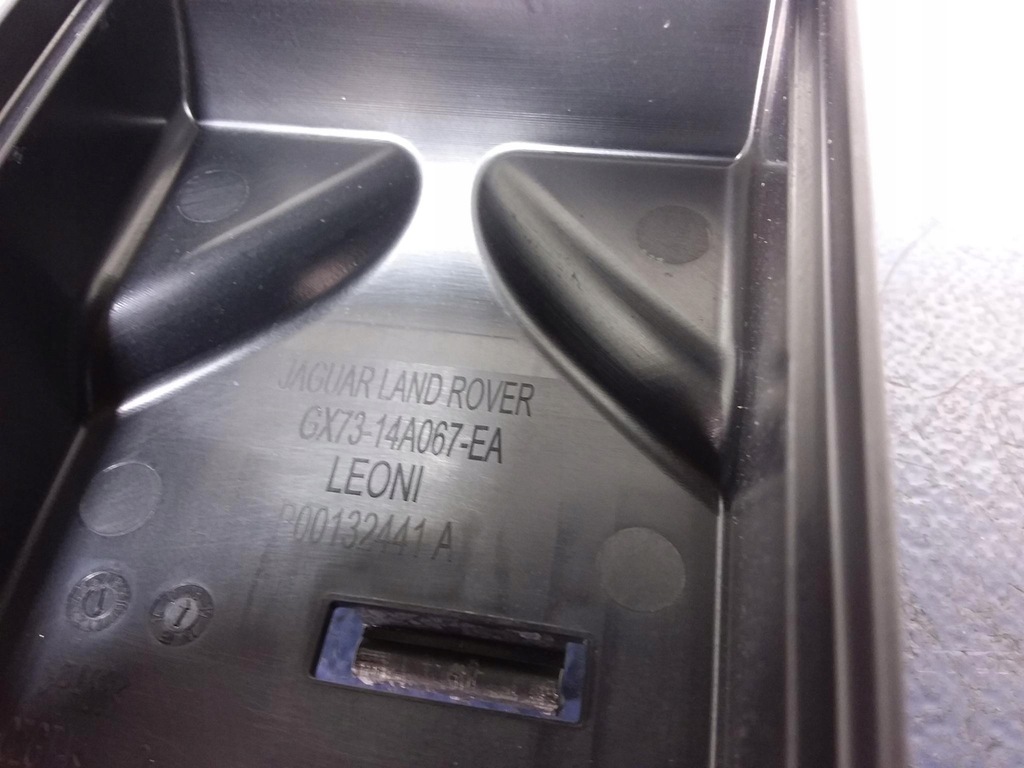 JAGUAR LAND ROVER
GX73-14A067-EA
LEONI
P00132441 A